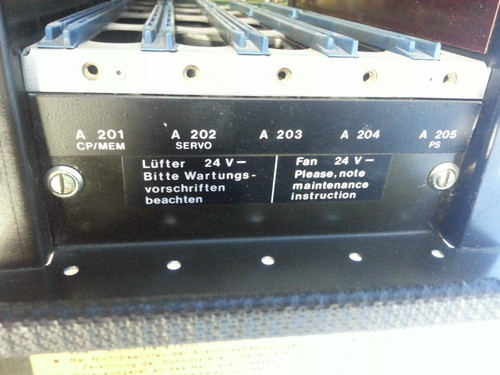 A 201 A 202 A 203 A 204 A 205
CP/MEM SERVO PS
Lüfter 24 V–
Bitte Wartungs-
vorschriften
beachten
Fan 24 V–
Please, note
maintenance
instruction